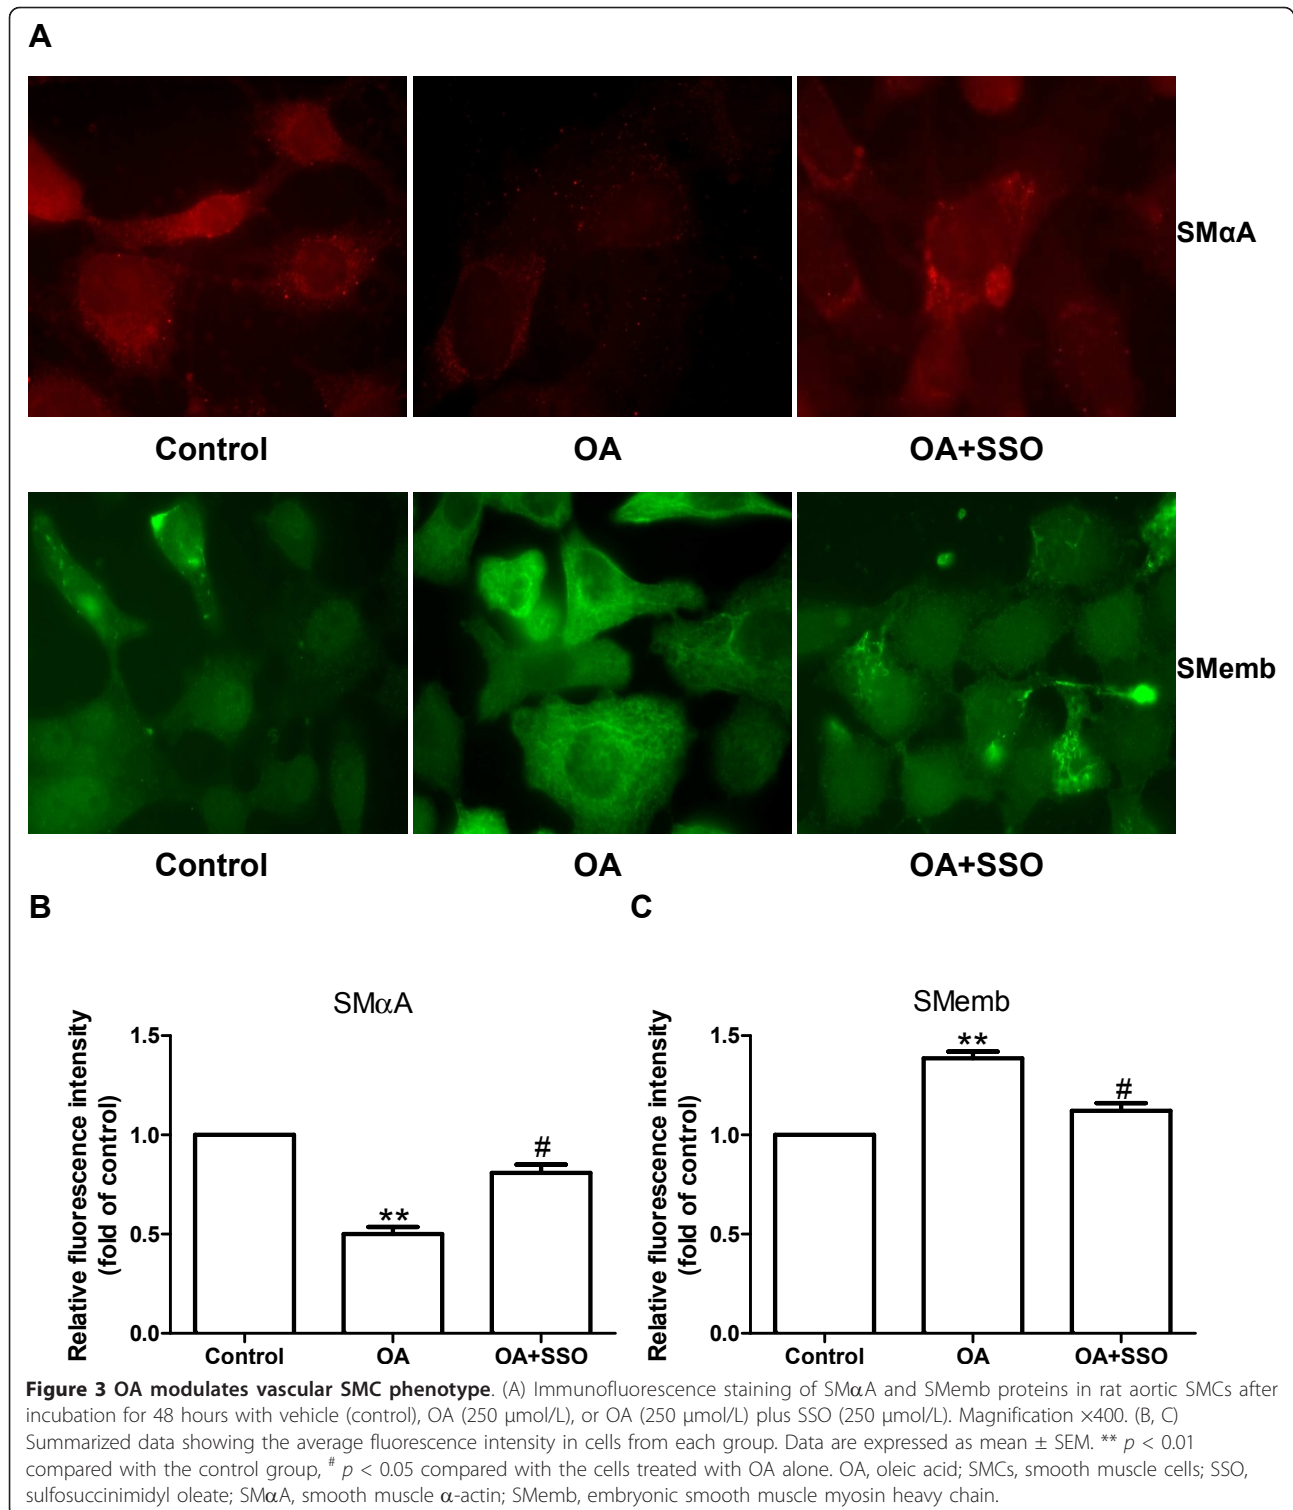 A
SMαA
Control OA OA+SSO
SMemb
Control OA OA+SSO
B C
SMαA
Relative fluorescence intensity
(fold of control)
1.5
1.0
0.5
0.0
**
#
Control OA OA+SSO
SMemb
Relative fluorescence intensity
(fold of control)
1.5
1.0
0.5
0.0
**
#
Control OA OA+SSO
Figure 3 OA modulates vascular SMC phenotype. (A) Immunofluorescence staining of SMαA and SMemb proteins in rat aortic SMCs after
incubation for 48 hours with vehicle (control), OA (250 μmol/L), or OA (250 μmol/L) plus SSO (250 μmol/L). Magnification ×400. (B, C)
Summarized data showing the average fluorescence intensity in cells from each group. Data are expressed as mean ± SEM. ** p < 0.01
compared with the control group, # p < 0.05 compared with the cells treated with OA alone. OA, oleic acid; SMCs, smooth muscle cells; SSO,
sulfosuccinimidyl oleate; SMαA, smooth muscle α-actin; SMemb, embryonic smooth muscle myosin heavy chain.